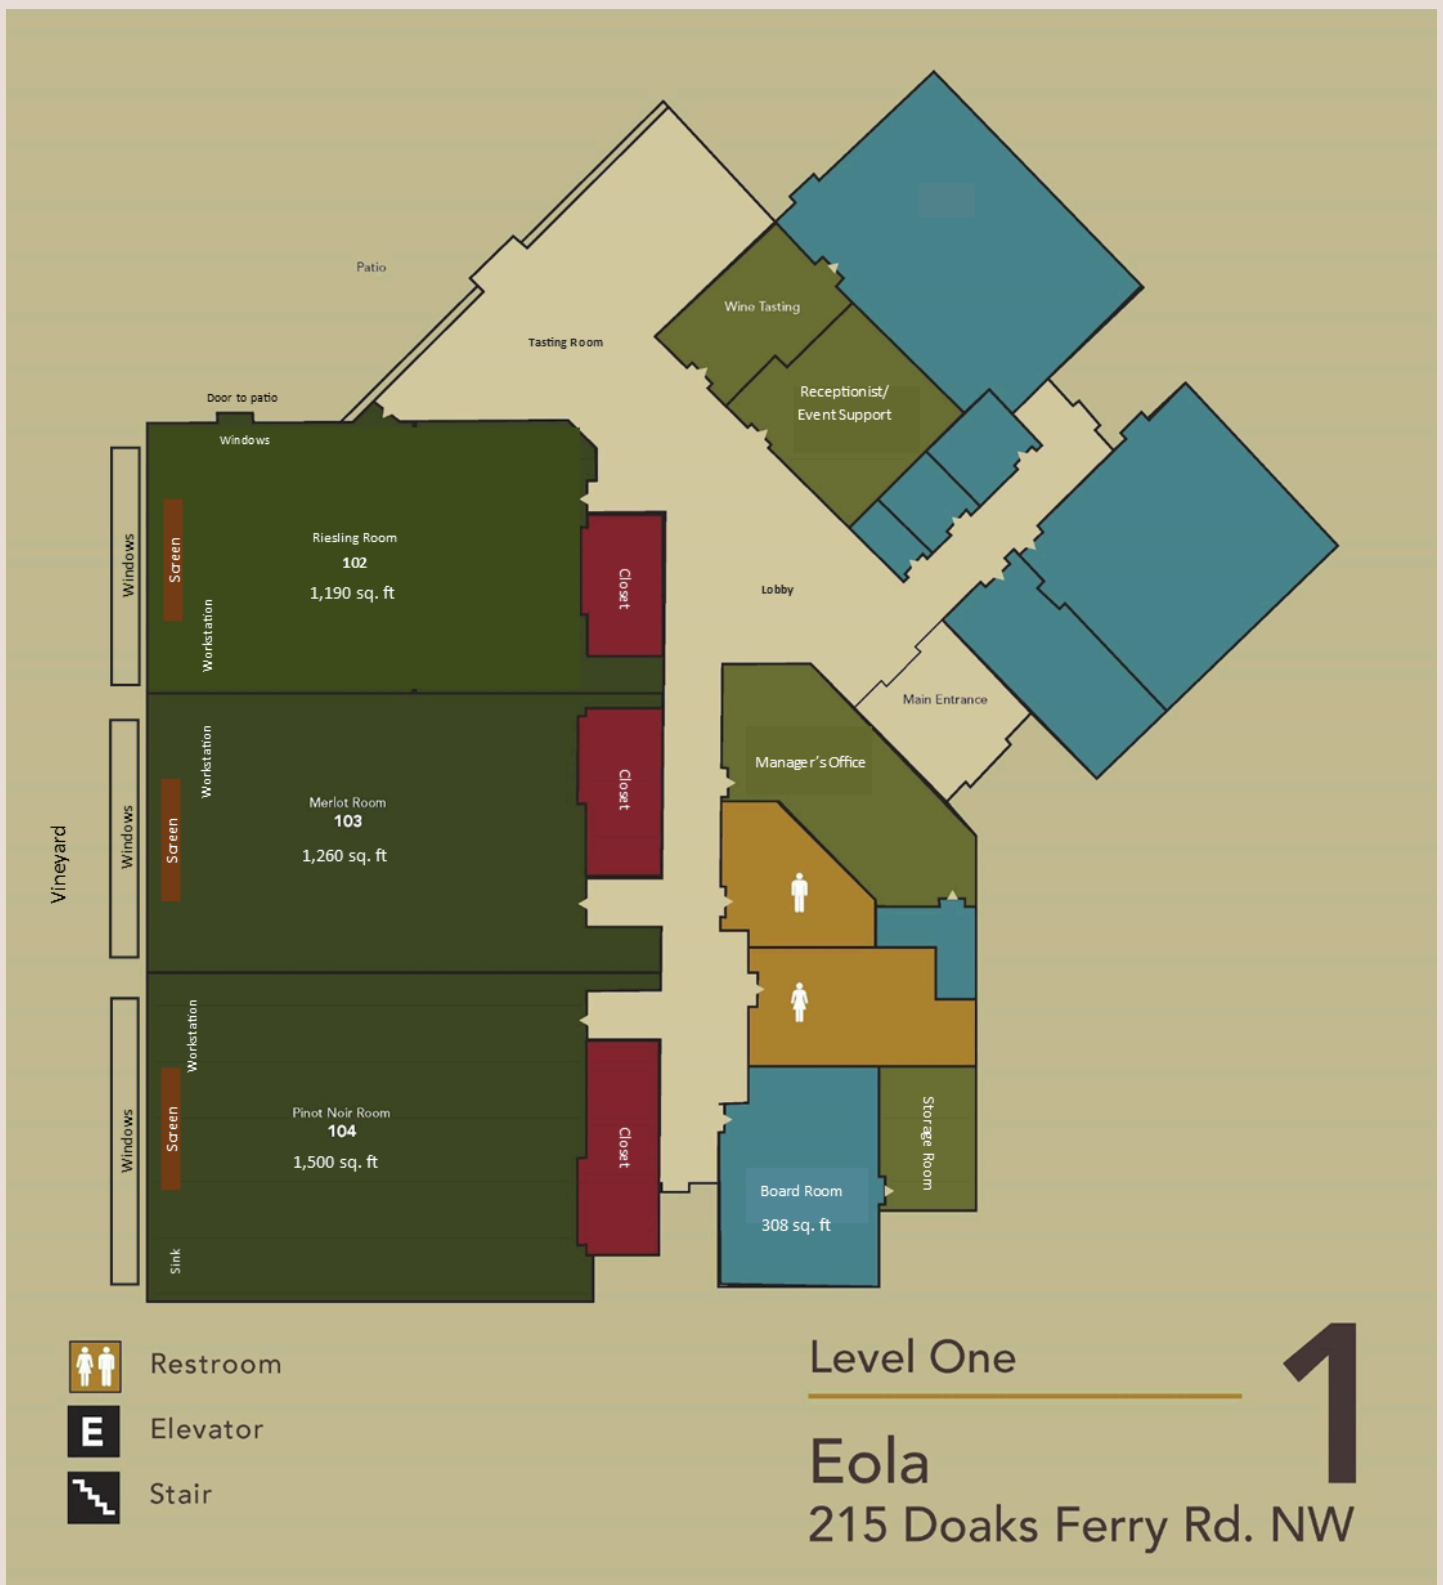 Patio
Wine Tasting
Tasting Room
Receptionist/
Event Support
Door to patio
Windows
Windows
Screen
Riesling Room
102
1,190 sq. ft
Workstation
Closet
Lobby
Main Entrance
Manager's Office
Vineyard
Windows
Screen
Workstation
Merlot Room
103
1,260 sq. ft
Closet
Windows
Screen
Workstation
Pinot Noir Room
104
1,500 sq. ft
Sink
Closet
Storage Room
Board Room
308 sq. ft
Restroom
E Elevator
Stair
Level One
1
Eola
215 Doaks Ferry Rd. NW